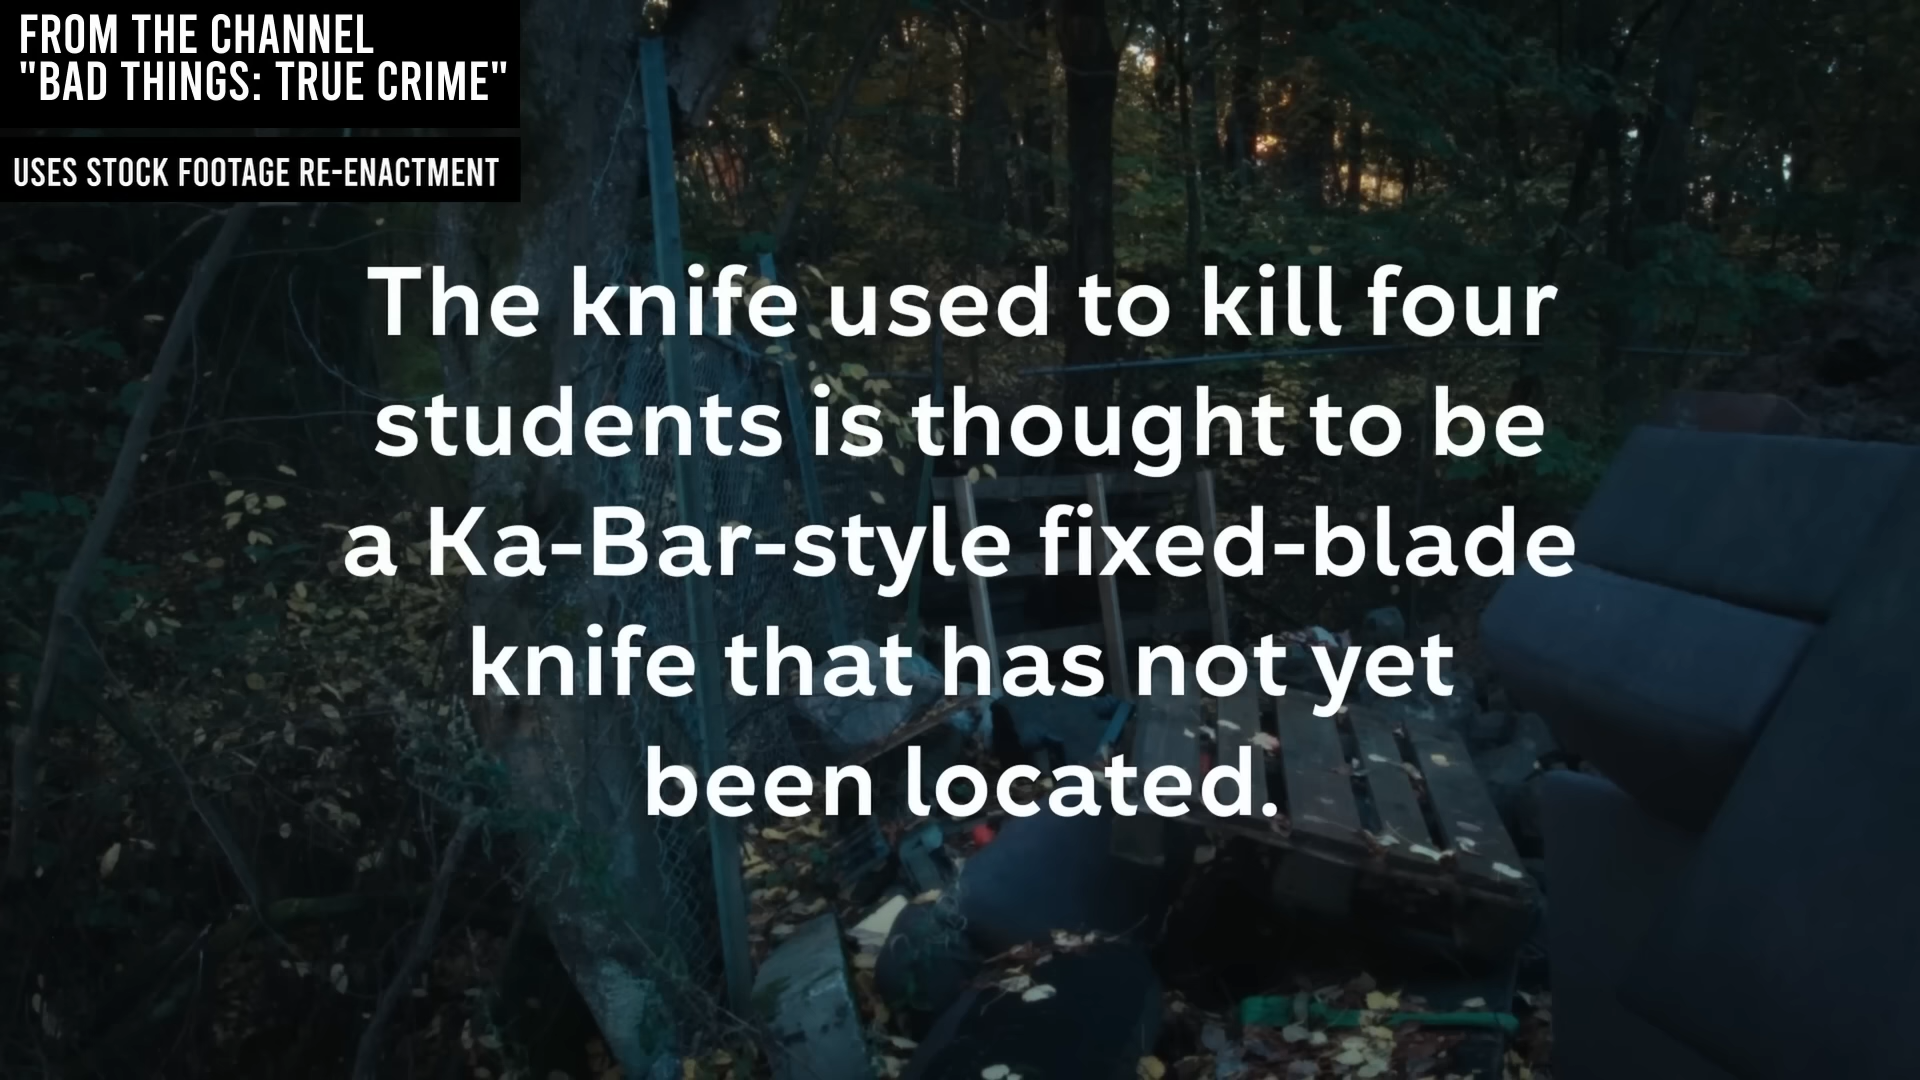 FROM THE CHANNEL
"BAD THINGS: TRUE CRIME"
USES STOCK FOOTAGE RE-ENACTMENT
The knife used to kill four
students is thought to be
a Ka-Bar-style fixed-blade
knife that has not yet
been located.